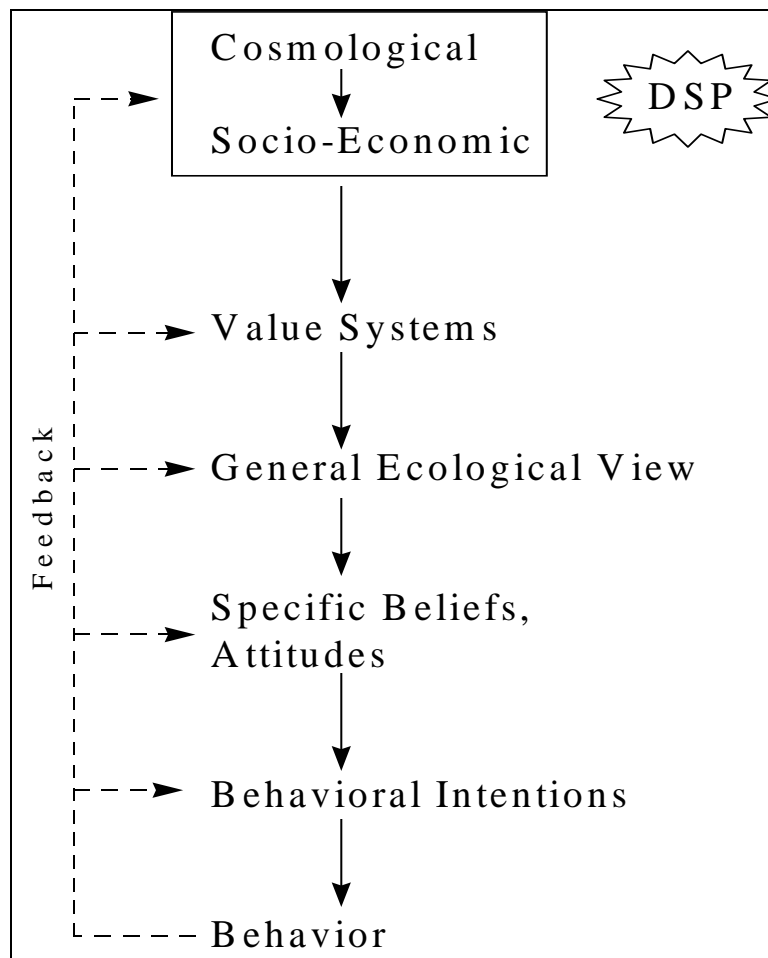 Cosmological
DSP
Socio-Economic
Value Systems
General Ecological View
Specific Beliefs,
Attitudes
Behavioral Intentions
Behavior
Feedback